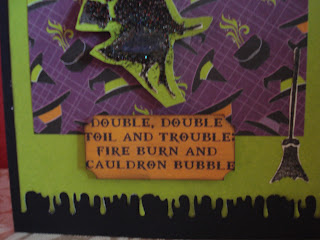 DOUBLE, DOUBLE
TOIL AND TROUBLE;
FIRE BURN AND
CAULDRON BUBBLE